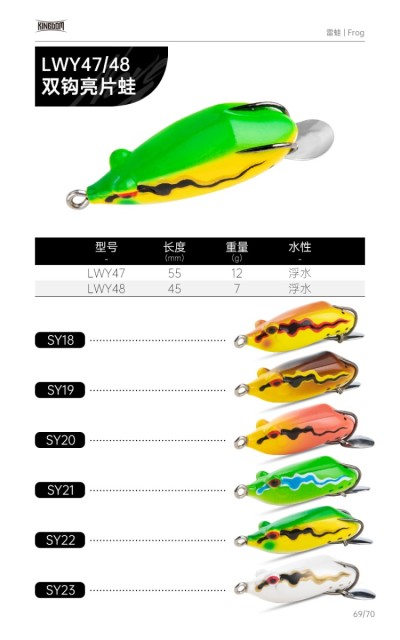 KINGDOM
雷蛙 | Frog
LWY47/48
双钩亮片蛙
型号 长度 重量 水性
- (mm) (g) -
LWY47 55 12 浮水
LWY48 45 7 浮水
SY18
SY19
SY20
SY21
SY22
SY23
69/70